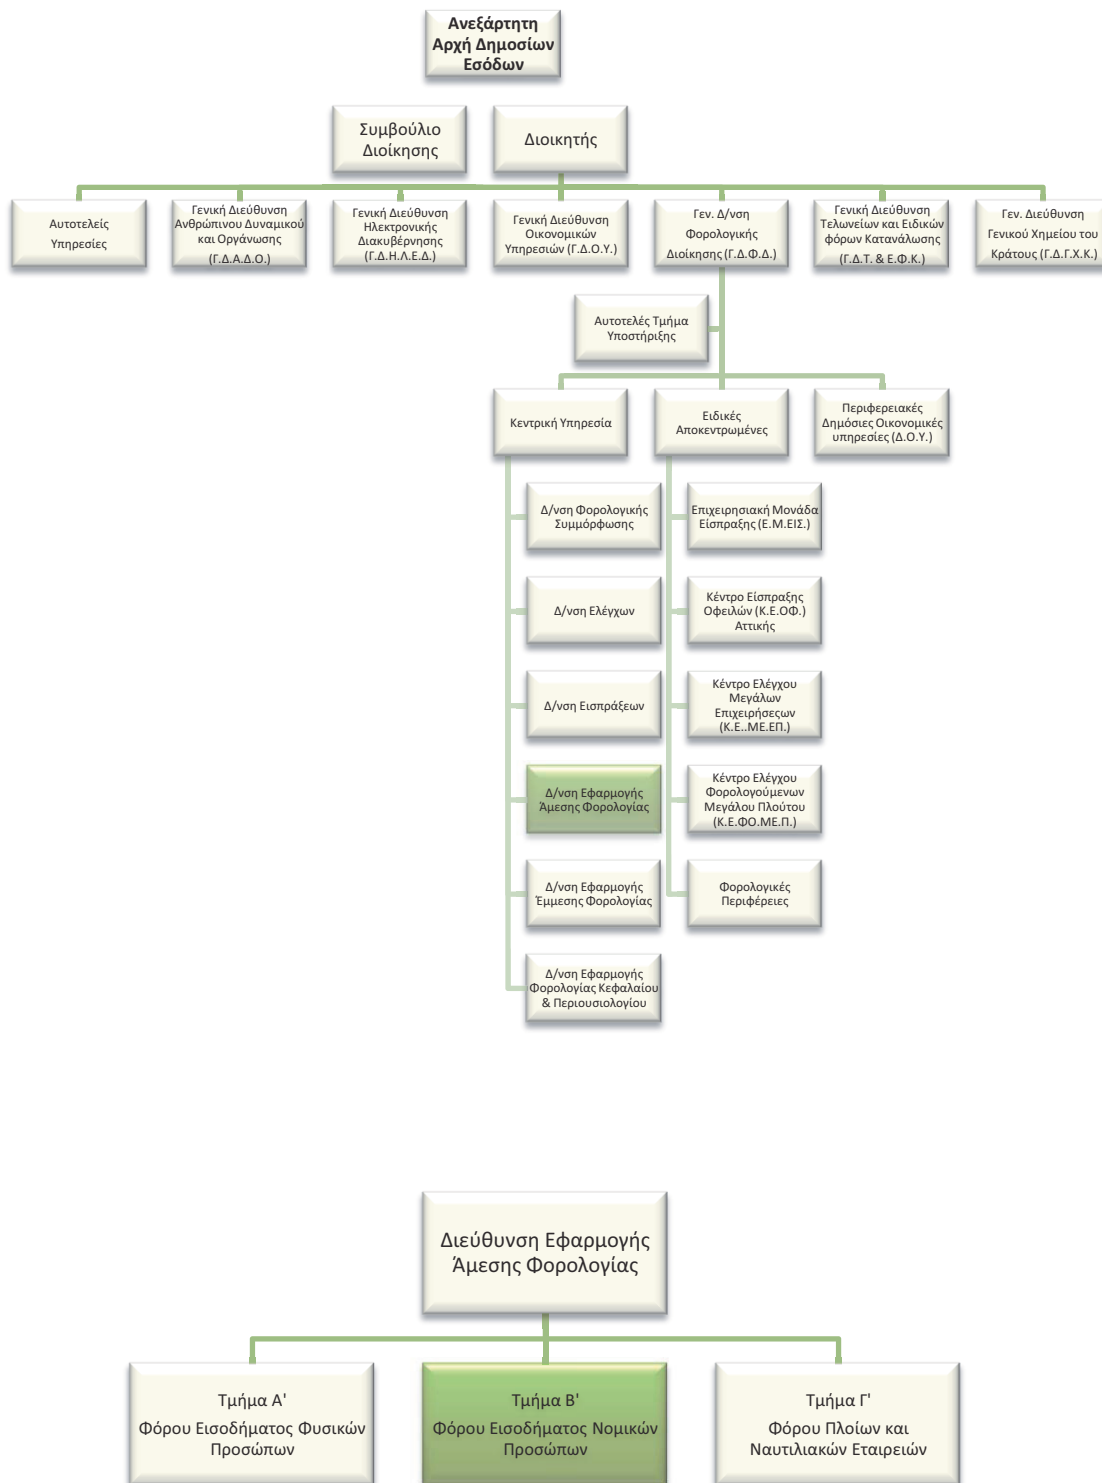 Ανεξάρτητη
Αρχή Δημοσίων
Εσόδων
Συμβούλιο
Διοίκησης
Διοικητής
Αυτοτελείς
Υπηρεσίες
Γενική Διεύθυνση
Ανθρώπινου Δυναμικού
και Οργάνωσης
(Γ.Δ.Α.Δ.Ο.)
Γενική Διεύθυνση
Ηλεκτρονικής
Διακυβέρνησης
(Γ.Δ.Η.Λ.Ε.Δ.)
Γενική Διεύθυνση
Οικονομικών
Υπηρεσιών (Γ.Δ.Ο.Υ.)
Γεν. Δ/νση
Φορολογικής
Διοίκησης (Γ.Δ.Φ.Δ.)
Γενική Διεύθυνση
Τελωνείων και Ειδικών
φόρων Κατανάλωσης
(Γ.Δ.Τ. & Ε.Φ.Κ.)
Γεν. Διεύθυνση
Γενικού Χημείου του
Κράτους (Γ.Δ.Γ.Χ.Κ.)
Αυτοτελές Τμήμα
Υποστήριξης
Κεντρική Υπηρεσία
Ειδικές
Αποκεντρωμένες
Περιφερειακές
Δημόσιες Οικονομικές
υπηρεσίες (Δ.Ο.Υ.)
Δ/νση Φορολογικής
Συμμόρφωσης
Δ/νση Ελέγχων
Δ/νση Εισπράξεων
Δ/νση Εφαρμογής
Άμεσης Φορολογίας
Δ/νση Εφαρμογής
Έμμεσης Φορολογίας
Δ/νση Εφαρμογής
Φορολογίας Κεφαλαίου
& Περιουσιολογίου
Επιχειρησιακή Μονάδα
Είσπραξης (Ε.Μ.ΕΙΣ.)
Κέντρο Είσπραξης
Οφειλών (Κ.Ε.ΟΦ.)
Αττικής
Κέντρο Ελέγχου
Μεγάλων
Επιχειρήσεςων
(Κ.Ε..ΜΕ.ΕΠ.)
Κέντρο Ελέγχου
Φορολογούμενων
Μεγάλου Πλούτου
(Κ.Ε.ΦΟ.ΜΕ.Π.)
Φορολογικές
Περιφέρειες
Διεύθυνση Εφαρμογής
Άμεσης Φορολογίας
Τμήμα Α'
Φόρου Εισοδήματος Φυσικών
Προσώπων
Τμήμα Β'
Φόρου Εισοδήματος Νομικών
Προσώπων
Τμήμα Γ'
Φόρου Πλοίων και
Ναυτιλιακών Εταιρειών